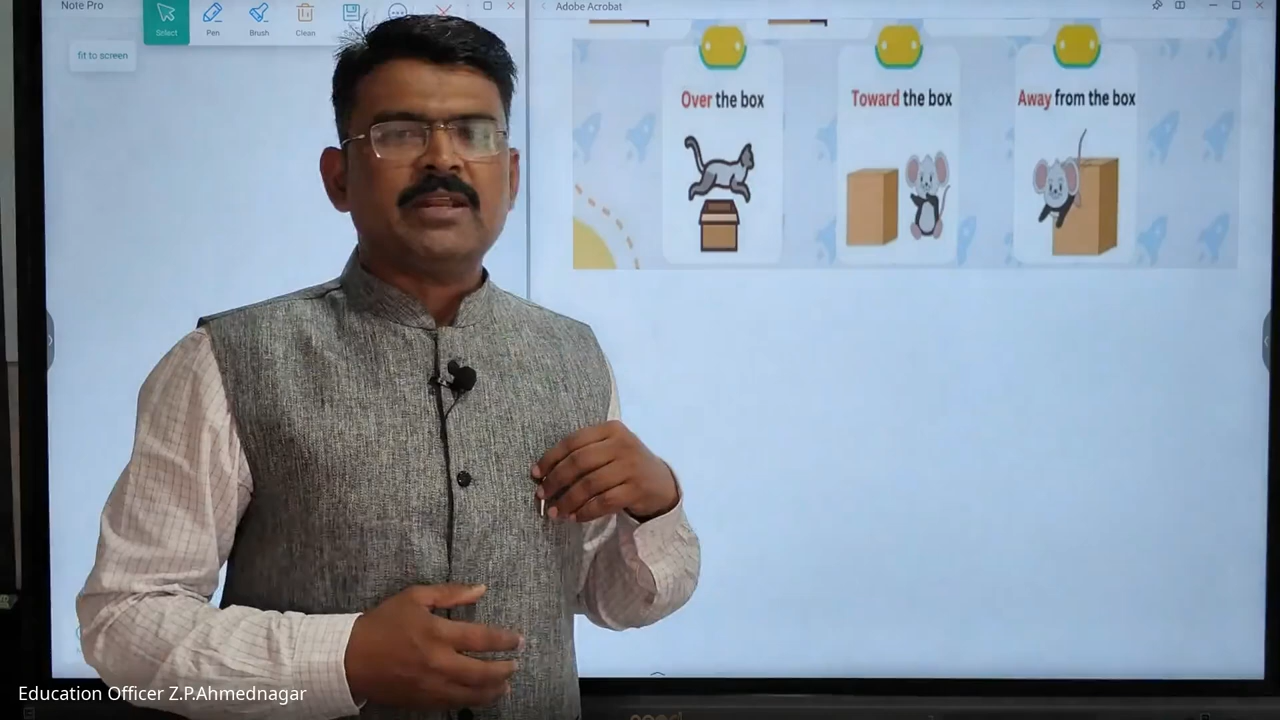 Note Pro
Adobe Acrobat
Select
Pen
Brush
Clean
fit to screen
Over the box
Toward the box
Away from the box
Education Officer Z.P.Ahmednagar